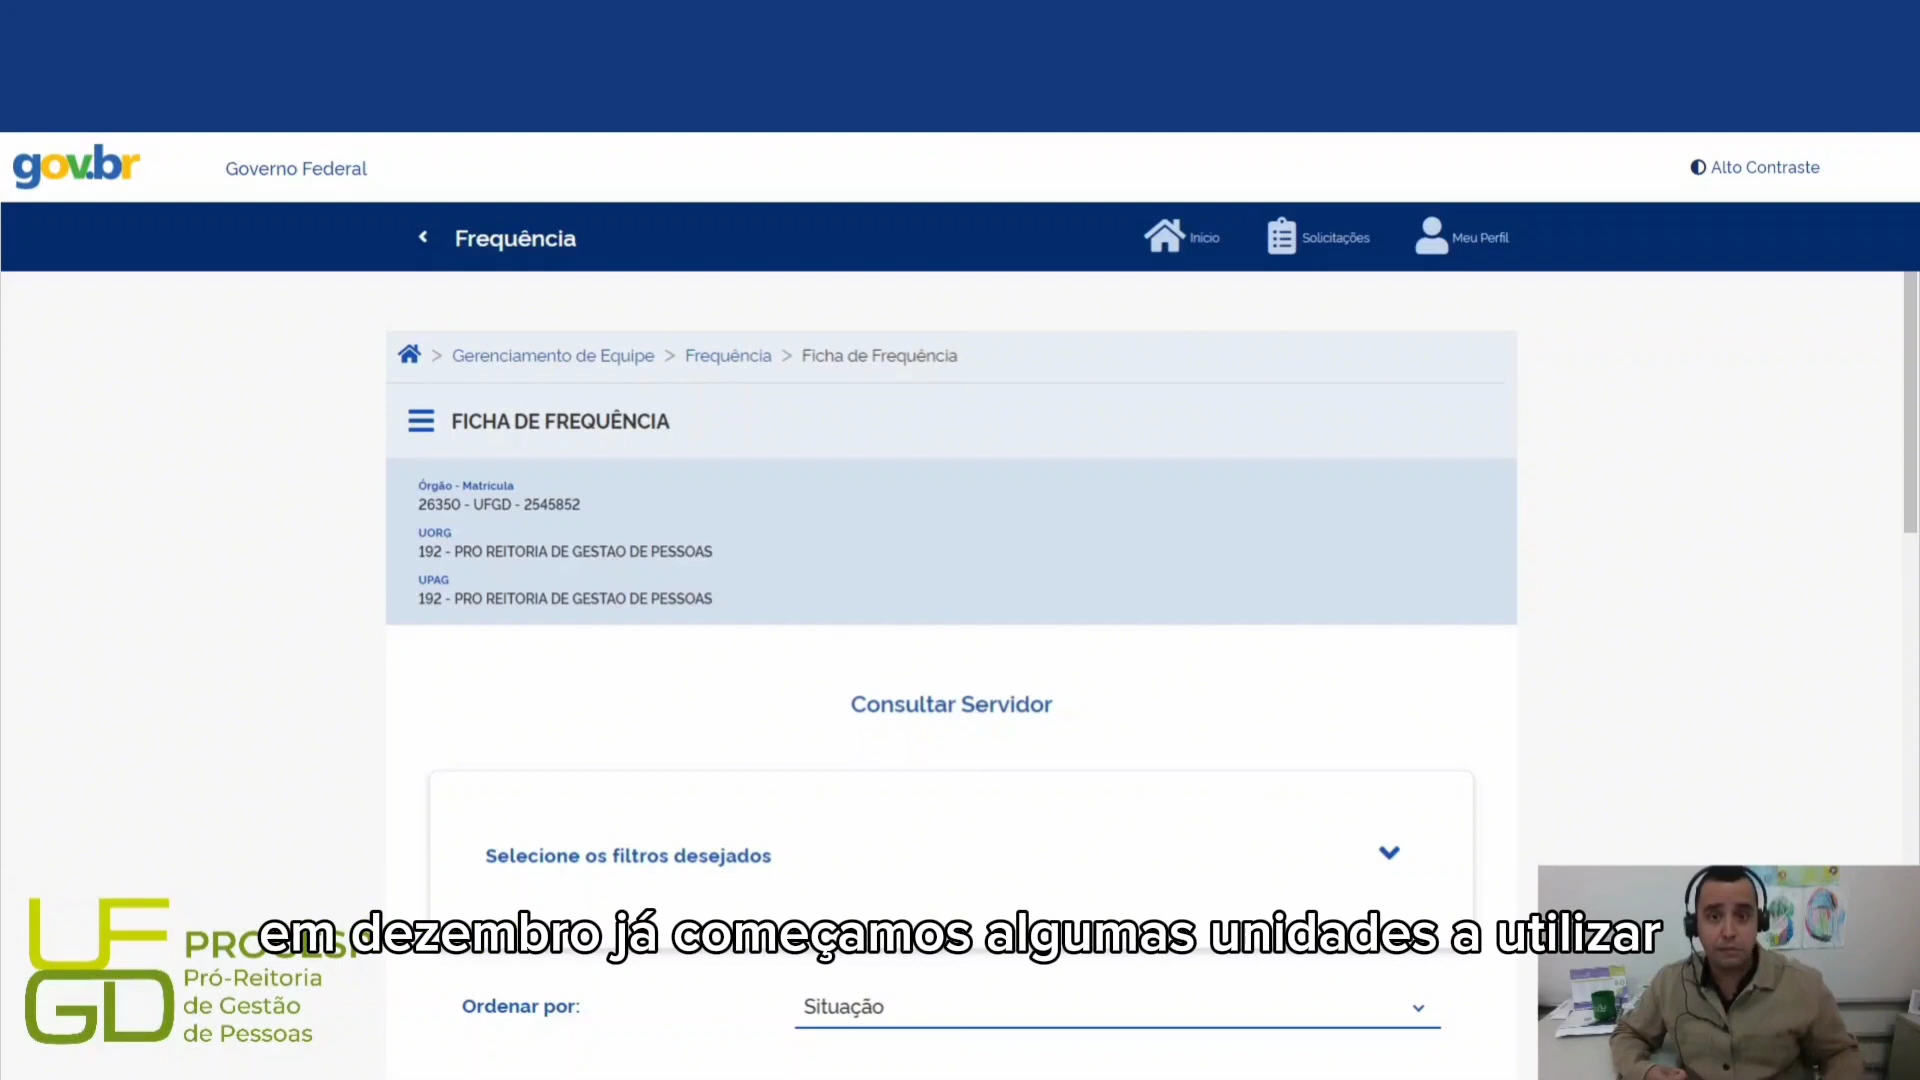 gov.br
Governo Federal
Alto Contraste
Frequência
Inicio
Solicitações
Meu Perfil
> Gerenciamento de Equipe > Frequência > Ficha de Frequência
FICHA DE FREQUÊNCIA
Órgão - Matrícula
26350 - UFGD - 2545852
UORG
192 - PRO REITORIA DE GESTAO DE PESSOAS
UPAG
192 - PRO REITORIA DE GESTAO DE PESSOAS
Consultar Servidor
Selecione os filtros desejados
em dezembro já começamos algumas unidades a utilizar
Ordenar por:
Situação
UFGD
Pró-Reitoria
de Gestão
de Pessoas